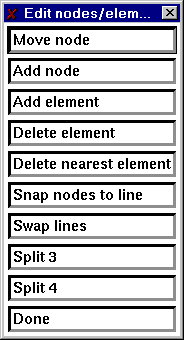 Edit nodes/elem...
Move node
Add node
Add element
Delete element
Delete nearest element
Snap nodes to line
Swap lines
Split 3
Split 4
Done